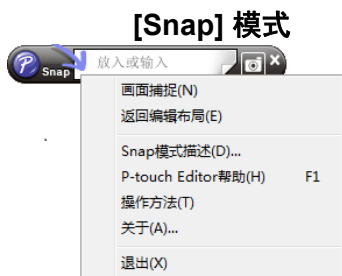 [Snap] 模式
P Snap 放入或输入
画面捕捉(N)
返回编辑布局(E)
Snap模式描述(D)...
P-touch Editor帮助(H) F1
操作方法(T)
关于(A)...
退出(X)